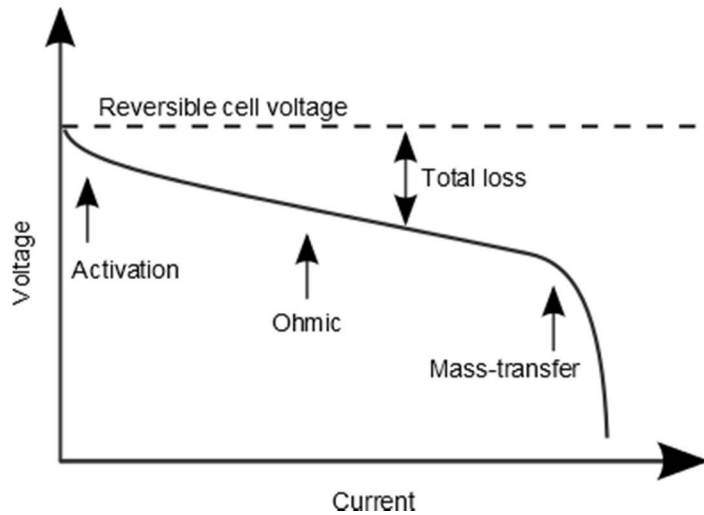 Reversible cell voltage
Total loss
Activation
Ohmic
Mass-transfer
Voltage
Current